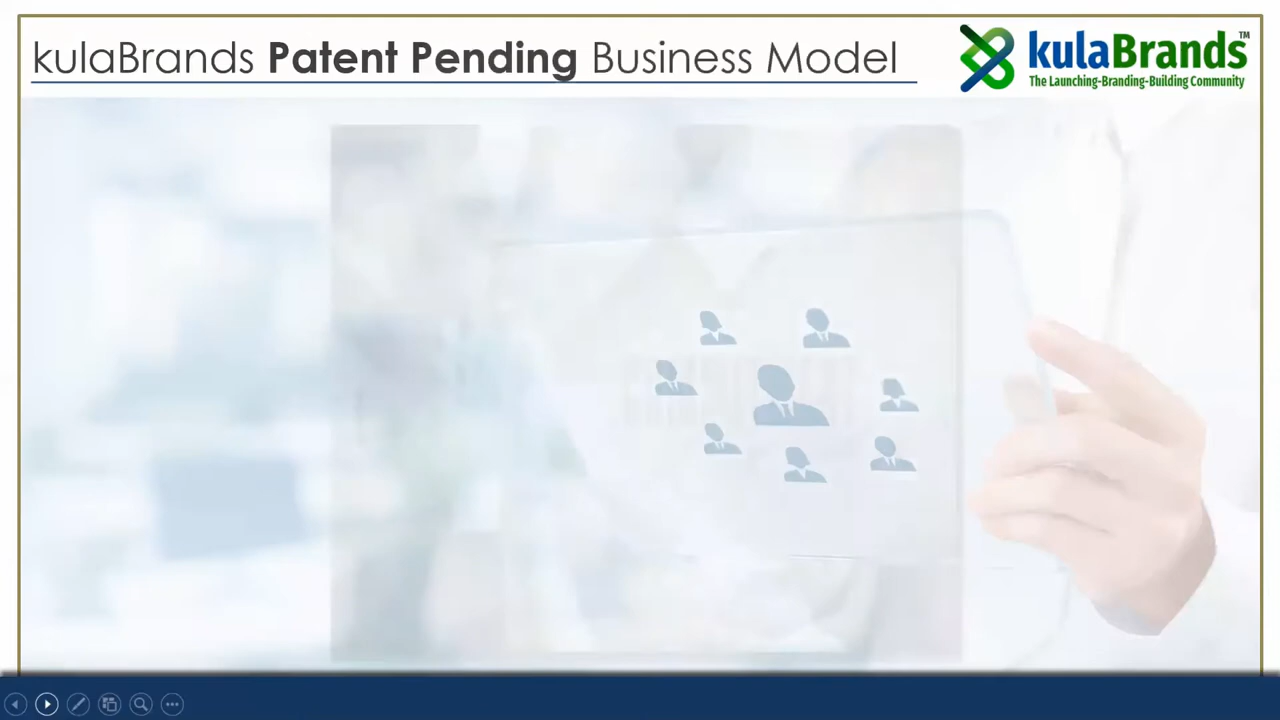 kulaBrands Patent Pending Business Model
kulaBrands™
The Launching-Branding-Building Community